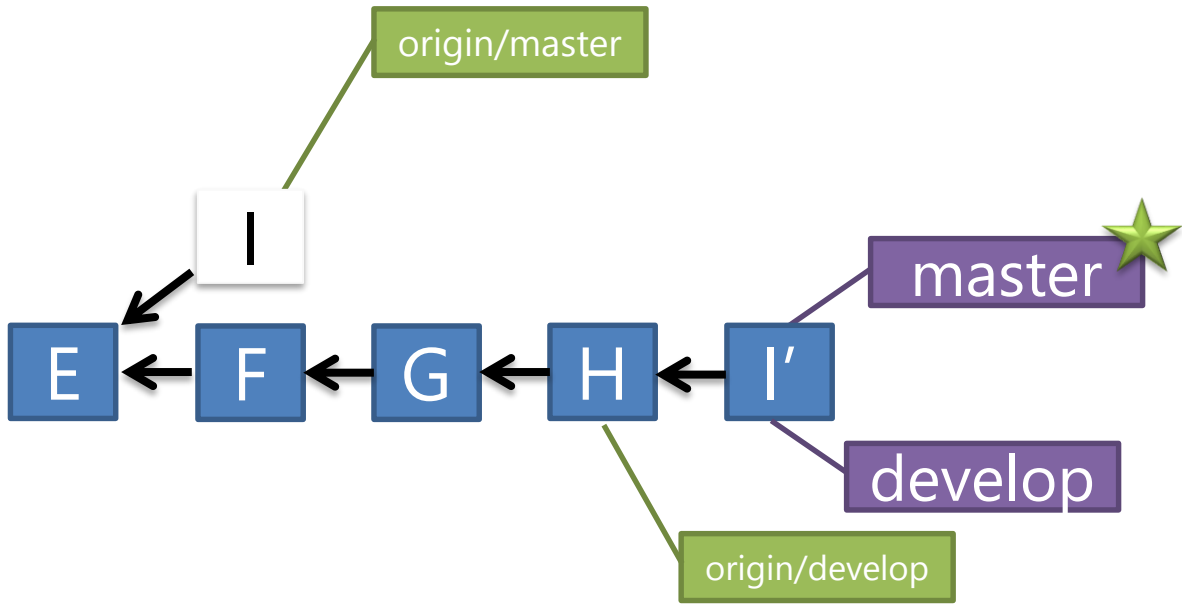 origin/master
I
master
E
F
G
H
I’
develop
origin/develop